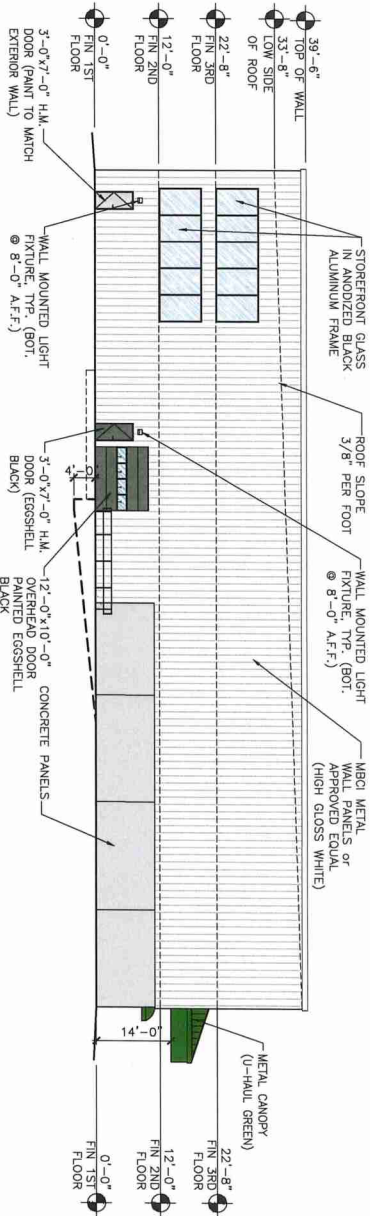 39'-6"
TOP OF WALL
33'-8"
LOW SIDE
OF ROOF
22'-8"
FIN 3RD
FLOOR
12'-0"
FIN 2ND
FLOOR
0'-0"
FIN 1ST
FLOOR
STOREFRONT GLASS
IN ANODIZED BLACK
ALUMINUM FRAME
ROOF SLOPE
3/8" PER FOOT
WALL MOUNTED LIGHT
FIXTURE, TYP. (BOT.
@ 8'-0" A.F.F.)
MBCI METAL
WALL PANELS or
APPROVED EQUAL
(HIGH GLOSS WHITE)
METAL CANOPY
(U-HAUL GREEN)
22'-8"
FIN 3RD
FLOOR
12'-0"
FIN 2ND
FLOOR
0'-0"
FIN 1ST
FLOOR
14'-0"
4'-0"
3'-0"x7'-0" H.M.
DOOR (PAINT TO MATCH
EXTERIOR WALL)
WALL MOUNTED LIGHT
FIXTURE, TYP. (BOT.
@ 8'-0" A.F.F.)
3'-0"x7'-0" H.M.
DOOR (EGGSHELL
BLACK)
12'-0"x10'-0"
OVERHEAD DOOR
PAINTED EGGSHELL
BLACK
CONCRETE PANELS